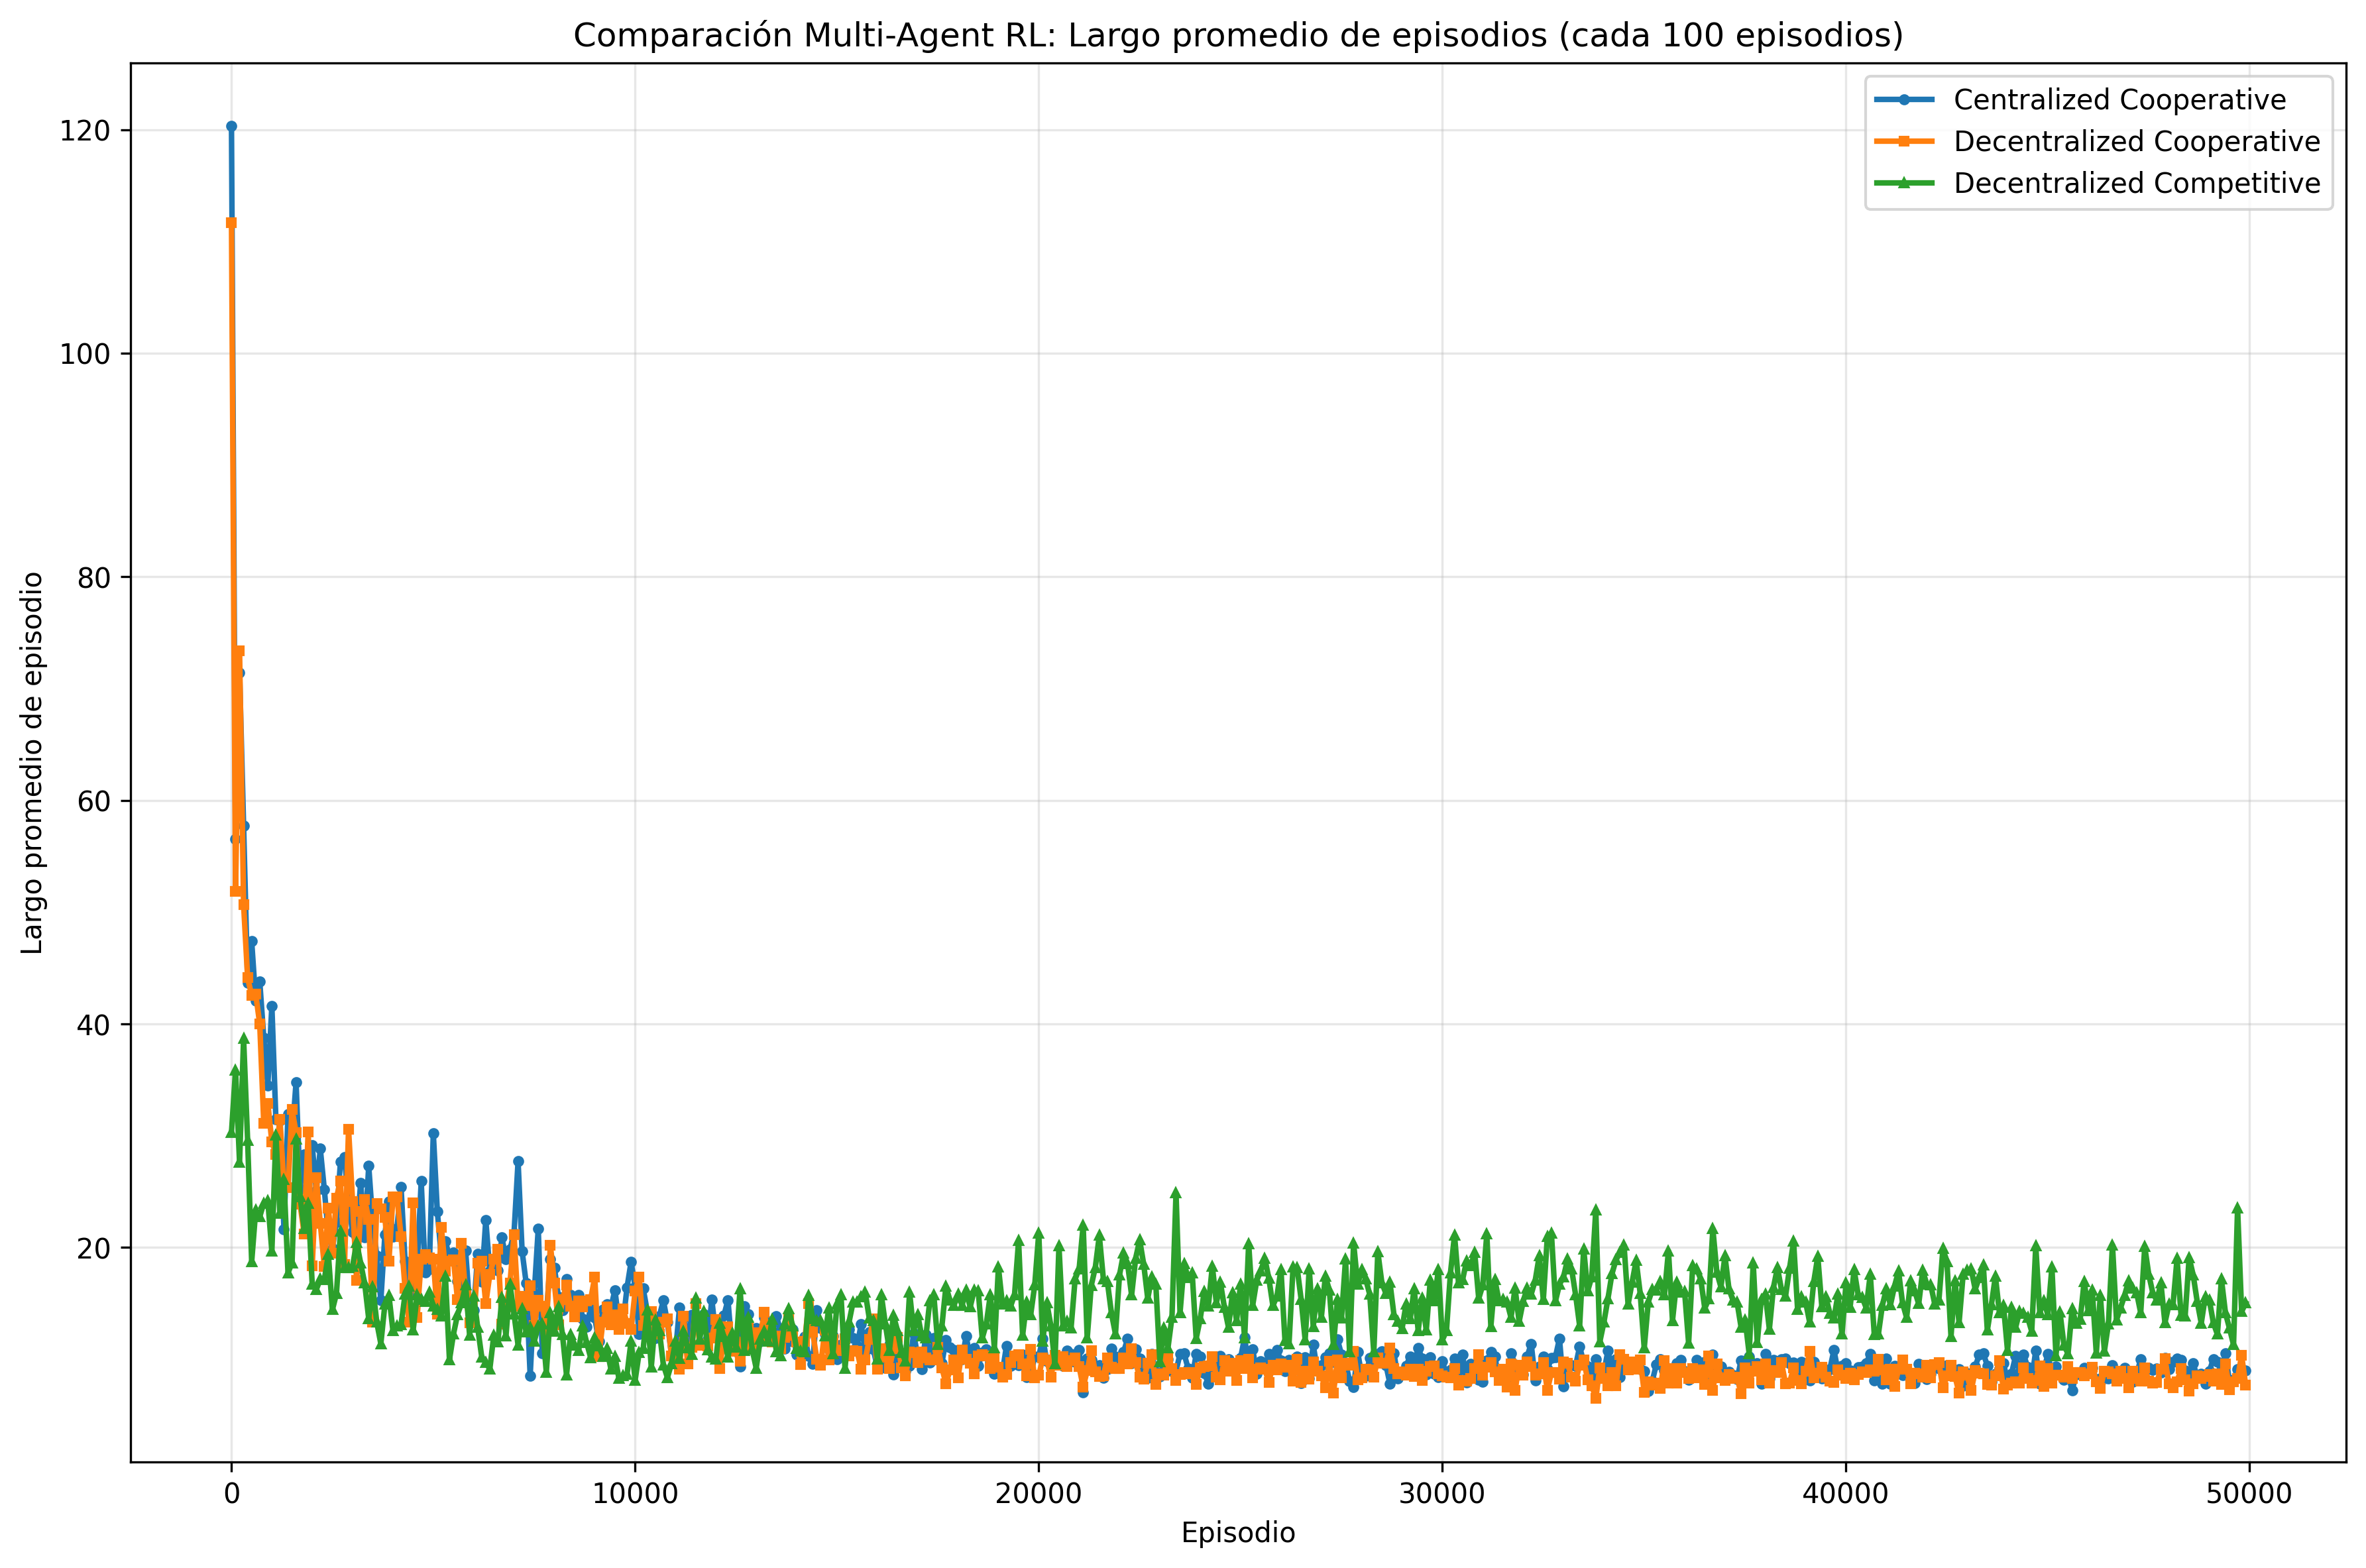 Comparación Multi-Agent RL: Largo promedio de episodios (cada 100 episodios)
Centralized Cooperative
Decentralized Cooperative
Decentralized Competitive
Largo promedio de episodio
120
100
80
60
40
20
0
10000
20000
30000
40000
50000
Episodio